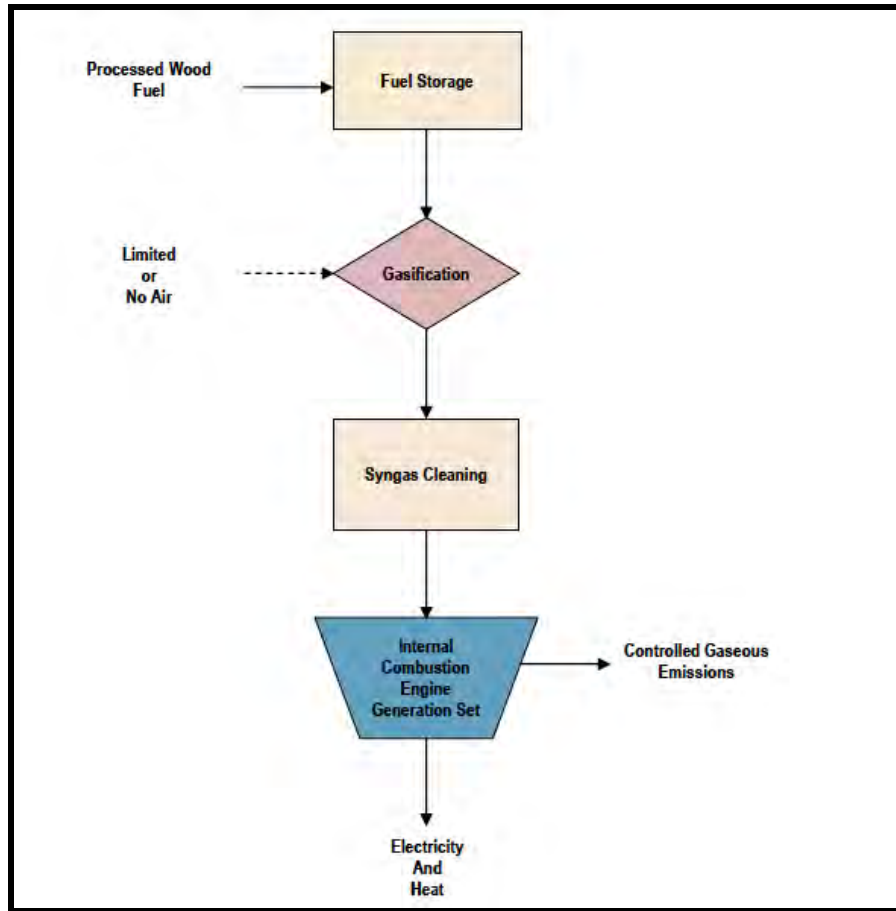 Processed Wood
Fuel
Fuel Storage
Limited
or
No Air
Gasification
Syngas Cleaning
Internal
Combustion
Engine
Generation Set
Controlled Gaseous
Emissions
Electricity
And
Heat